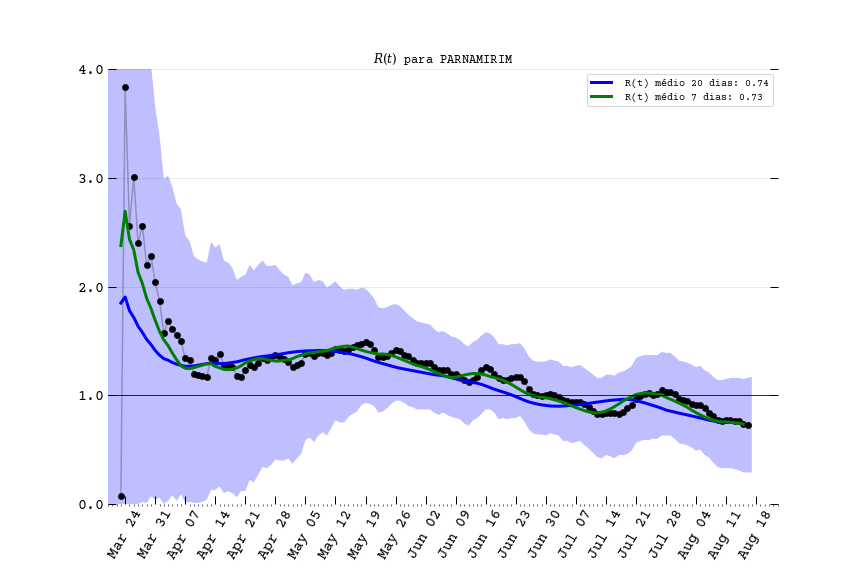 R(t) para PARNAMIRIM
R(t) médio 20 dias: 0.74
R(t) médio 7 dias: 0.73
4.0
3.0
2.0
1.0
0.0
Mar 24
Mar 31
Apr 07
Apr 14
Apr 21
Apr 28
May 05
May 12
May 19
May 26
Jun 02
Jun 09
Jun 16
Jun 23
Jun 30
Jul 07
Jul 14
Jul 21
Jul 28
Aug 04
Aug 11
Aug 18